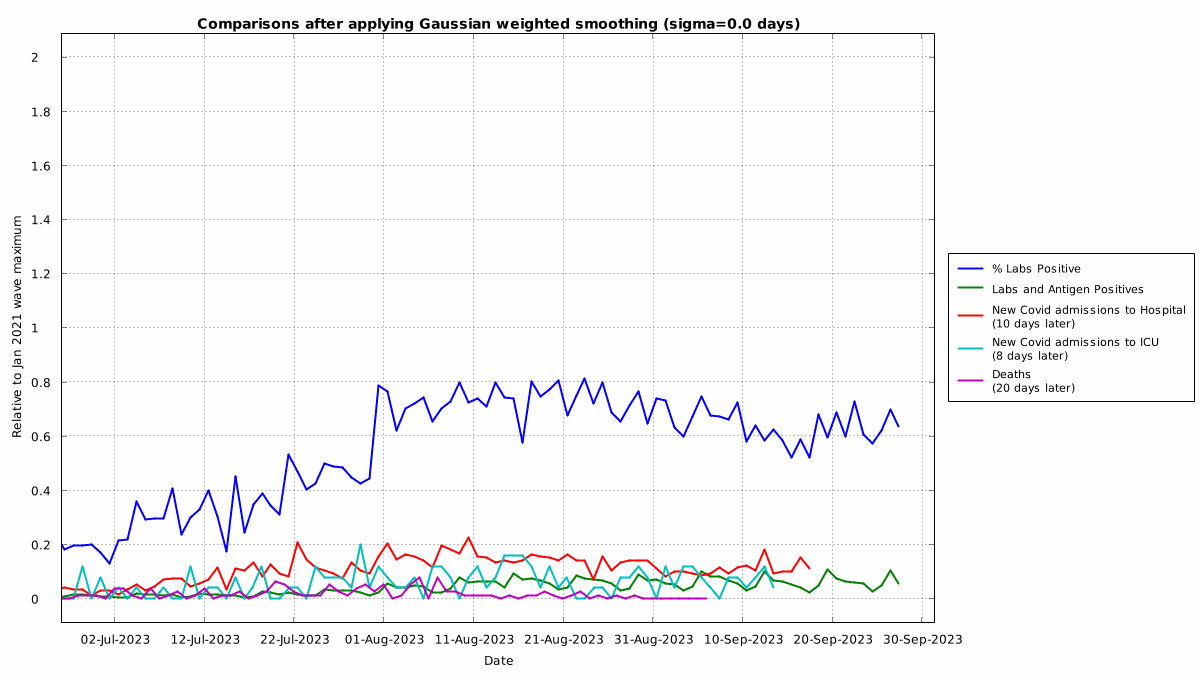 Comparisons after applying Gaussian weighted smoothing (sigma=0.0 days)
Relative to Jan 2021 wave maximum
2
1.8
1.6
1.4
1.2
1
0.8
0.6
0.4
0.2
0
02-Jul-2023 12-Jul-2023 22-Jul-2023 01-Aug-2023 11-Aug-2023 21-Aug-2023 31-Aug-2023 10-Sep-2023 20-Sep-2023 30-Sep-2023
Date
% Labs Positive
Labs and Antigen Positives
New Covid admissions to Hospital
(10 days later)
New Covid admissions to ICU
(8 days later)
Deaths
(20 days later)